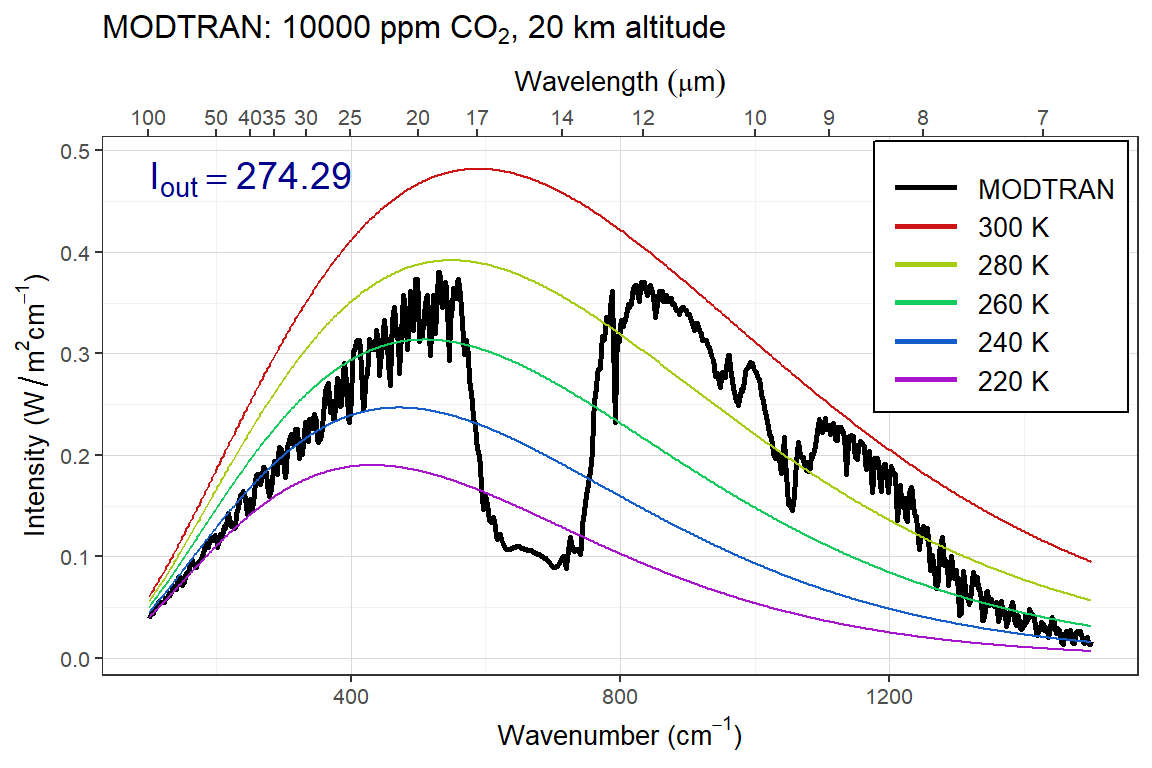 MODTRAN: 10000 ppm CO₂, 20 km altitude
Wavelength (μm)
100 50 40 35 30 25 20 17 14 12 10 9 8 7
I_out = 274.29
MODTRAN
300 K
280 K
260 K
240 K
220 K
Intensity (W / m²cm⁻¹)
0.5
0.4
0.3
0.2
0.1
0.0
400 800 1200
Wavenumber (cm⁻¹)